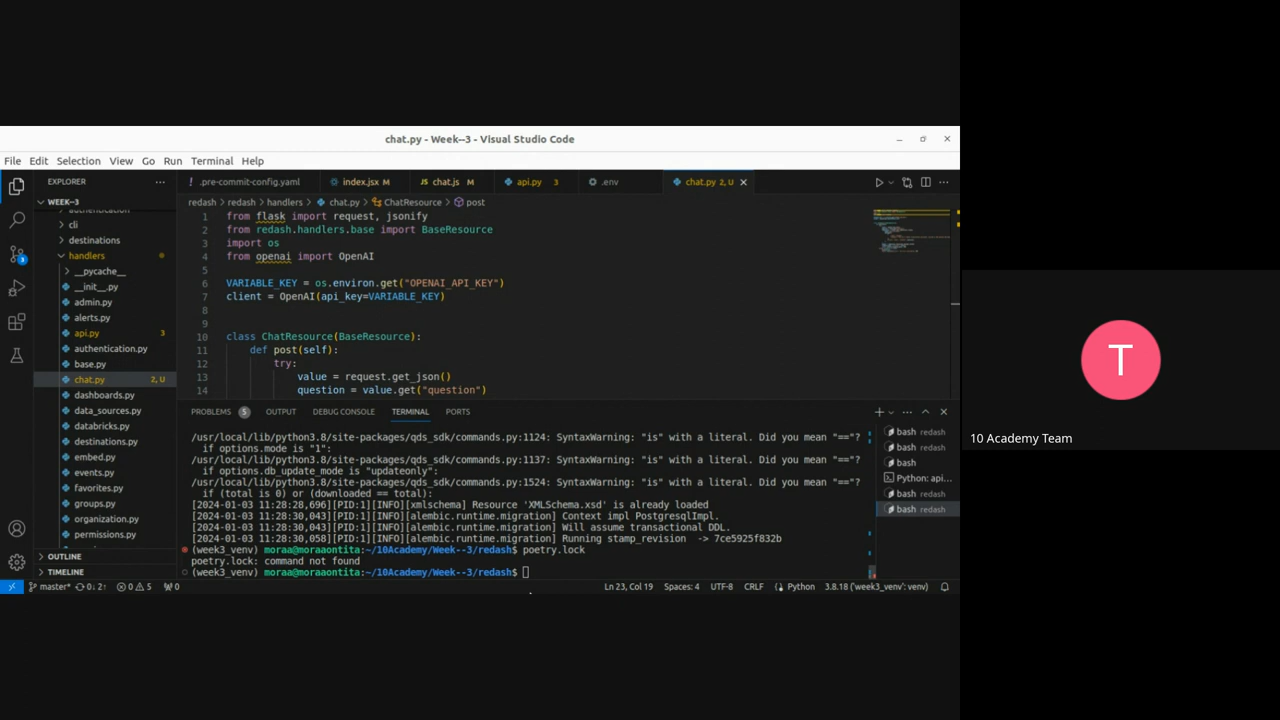 chat.py - Week--3 - Visual Studio Code
File Edit Selection View Go Run Terminal Help
EXPLORER
.pre-commit-config.yaml
index.jsx M
chat.js M
api.py 3
.env
chat.py 2, U
WEEK--3
redash > redash > handlers > chat.py > ChatResource > post
authentication
cli
destinations
handlers
__pycache__
__init__.py
admin.py
alerts.py
api.py 3
authentication.py
base.py
chat.py 2, U
dashboards.py
data_sources.py
databricks.py
destinations.py
embed.py
events.py
favorites.py
groups.py
organization.py
permissions.py
OUTLINE
TIMELINE
3
1 from flask import request, jsonify
2 from redash.handlers.base import BaseResource
3 import os
4 from openai import OpenAI
5
6 VARIABLE_KEY = os.environ.get("OPENAI_API_KEY")
7 client = OpenAI(api_key=VARIABLE_KEY)
8
9
10 class ChatResource(BaseResource):
11 def post(self):
12 try:
13 value = request.get_json()
14 question = value.get("question")
PROBLEMS 5 OUTPUT DEBUG CONSOLE TERMINAL PORTS
/usr/local/lib/python3.8/site-packages/qds_sdk/commands.py:1124: SyntaxWarning: "is" with a literal. Did you mean "=="?
if options.mode is "1":
/usr/local/lib/python3.8/site-packages/qds_sdk/commands.py:1137: SyntaxWarning: "is" with a literal. Did you mean "=="?
if options.db_update_mode is "updateonly":
/usr/local/lib/python3.8/site-packages/qds_sdk/commands.py:1524: SyntaxWarning: "is" with a literal. Did you mean "=="?
if (total is 0) or (downloaded == total):
[2024-01-03 11:28:28,696][PID:1][INFO][xmlschema] Resource 'XMLSchema.xsd' is already loaded
[2024-01-03 11:28:30,043][PID:1][INFO][alembic.runtime.migration] Context impl PostgresqlImpl.
[2024-01-03 11:28:30,043][PID:1][INFO][alembic.runtime.migration] Will assume transactional DDL.
[2024-01-03 11:28:30,058][PID:1][INFO][alembic.runtime.migration] Running stamp_revision -> 7ce5925f832b
(week3_venv) moraa@moraaontita:~/10Academy/Week--3/redash$ poetry.lock
poetry.lock: command not found
(week3_venv) moraa@moraaontita:~/10Academy/Week--3/redash$
bash redash
bash redash
bash
Python: api...
bash redash
bash redash
master* 0↓ 2↑ 0 5 0
Ln 23, Col 19 Spaces: 4 UTF-8 CRLF Python 3.8.18 ('week3_venv': venv)
T
10 Academy Team